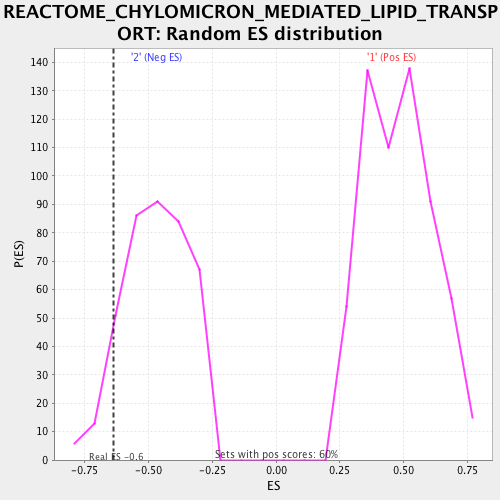 REACTOME_CHYLOMICRON_MEDIATED_LIPID_TRANSP
ORT: Random ES distribution
'2' (Neg ES)
'1' (Pos ES)
140
130
120
110
100
90
80
70
60
50
40
30
20
10
0
P(ES)
Real ES -0.6
Sets with pos scores: 60%
-0.75
-0.50
-0.25
0.00
0.25
0.50
0.75
ES